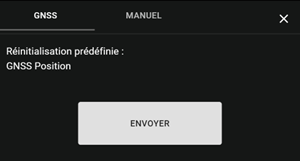 GNSS MANUEL
Réinitialisation prédéfinie :
GNSS Position
ENVOYER